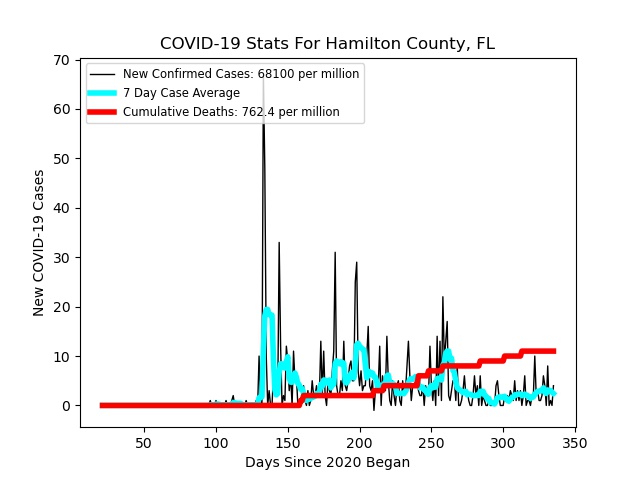 COVID-19 Stats For Hamilton County, FL
New Confirmed Cases: 68100 per million
7 Day Case Average
Cumulative Deaths: 762.4 per million
New COVID-19 Cases
70
60
50
40
30
20
10
0
50 100 150 200 250 300 350
Days Since 2020 Began